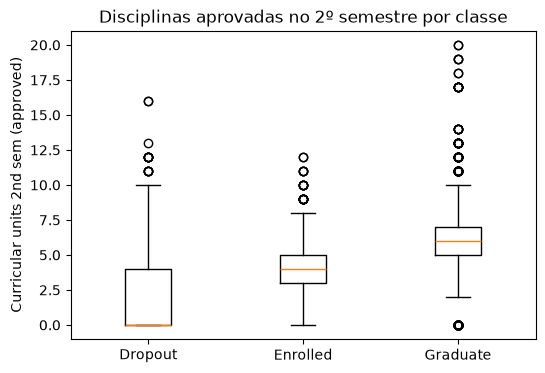 Disciplinas aprovadas no 2º semestre por classe
Curricular units 2nd sem (approved)
20.0
17.5
15.0
12.5
10.0
7.5
5.0
2.5
0.0
Dropout
Enrolled
Graduate